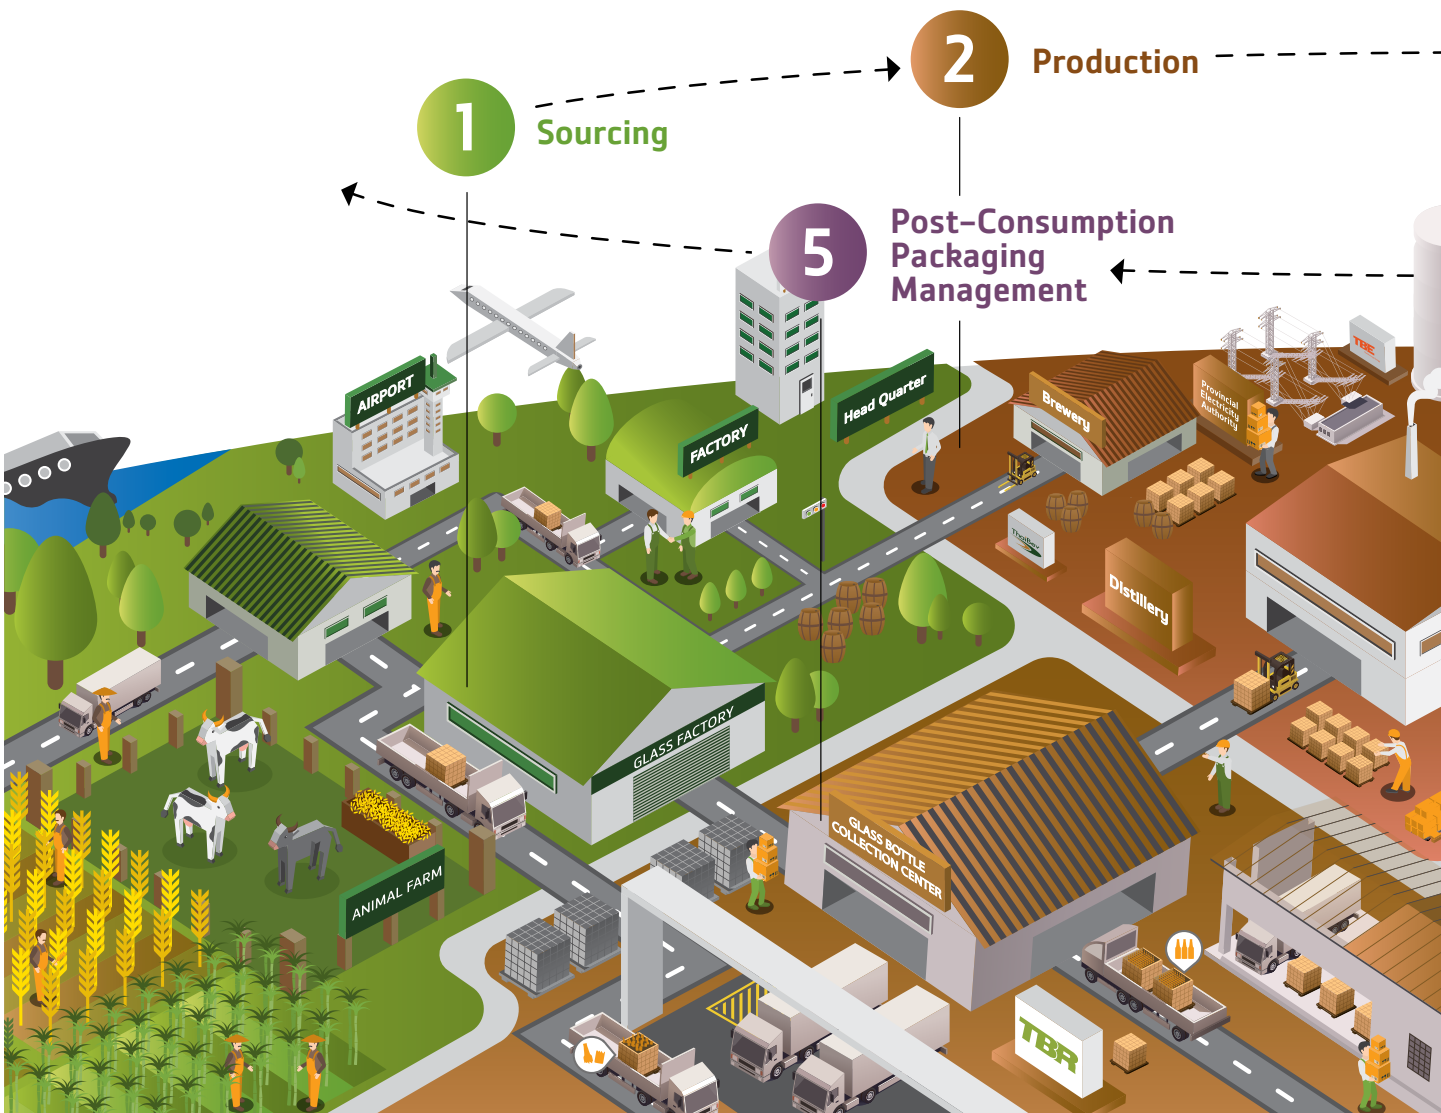 1
Sourcing
2
Production
5
Post-Consumption
Packaging
Management
AIRPORT
FACTORY
Head Quarter
Brewery
Provincial
Electricity
Authority
TBE
ThaiBev
Distillery
GLASS FACTORY
ANIMAL FARM
GLASS BOTTLE
COLLECTION CENTER
TBR